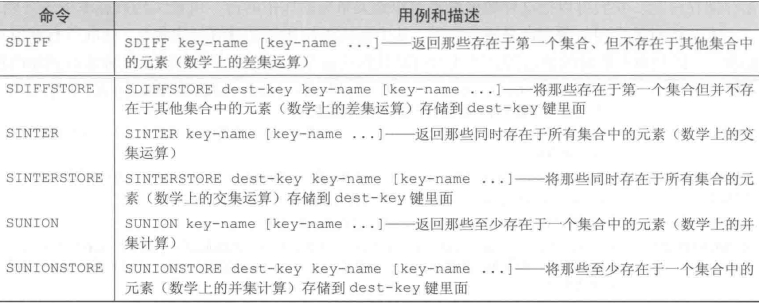 命令 用例和描述
SDIFF SDIFF key-name [key-name ...]——返回那些存在于第一个集合、但不存在于其他集合中
的元素（数学上的差集运算）
SDIFFSTORE SDIFFSTORE dest-key key-name [key-name ...]——将那些存在于第一个集合但并不存
在于其他集合中的元素（数学上的差集运算）存储到 dest-key 键里面
SINTER SINTER key-name [key-name ...]——返回那些同时存在于所有集合中的元素（数学上的交
集运算）
SINTERSTORE SINTERSTORE dest-key key-name [key-name ...]——将那些同时存在于所有集合的元
素（数学上的交集运算）存储到 dest-key 键里面
SUNION SUNION key-name [key-name ...]——返回那些至少存在于一个集合中的元素（数学上的并
集计算）
SUNIONSTORE SUNIONSTORE dest-key key-name [key-name ...]——将那些至少存在于一个集合中的
元素（数学上的并集计算）存储到 dest-key 键里面